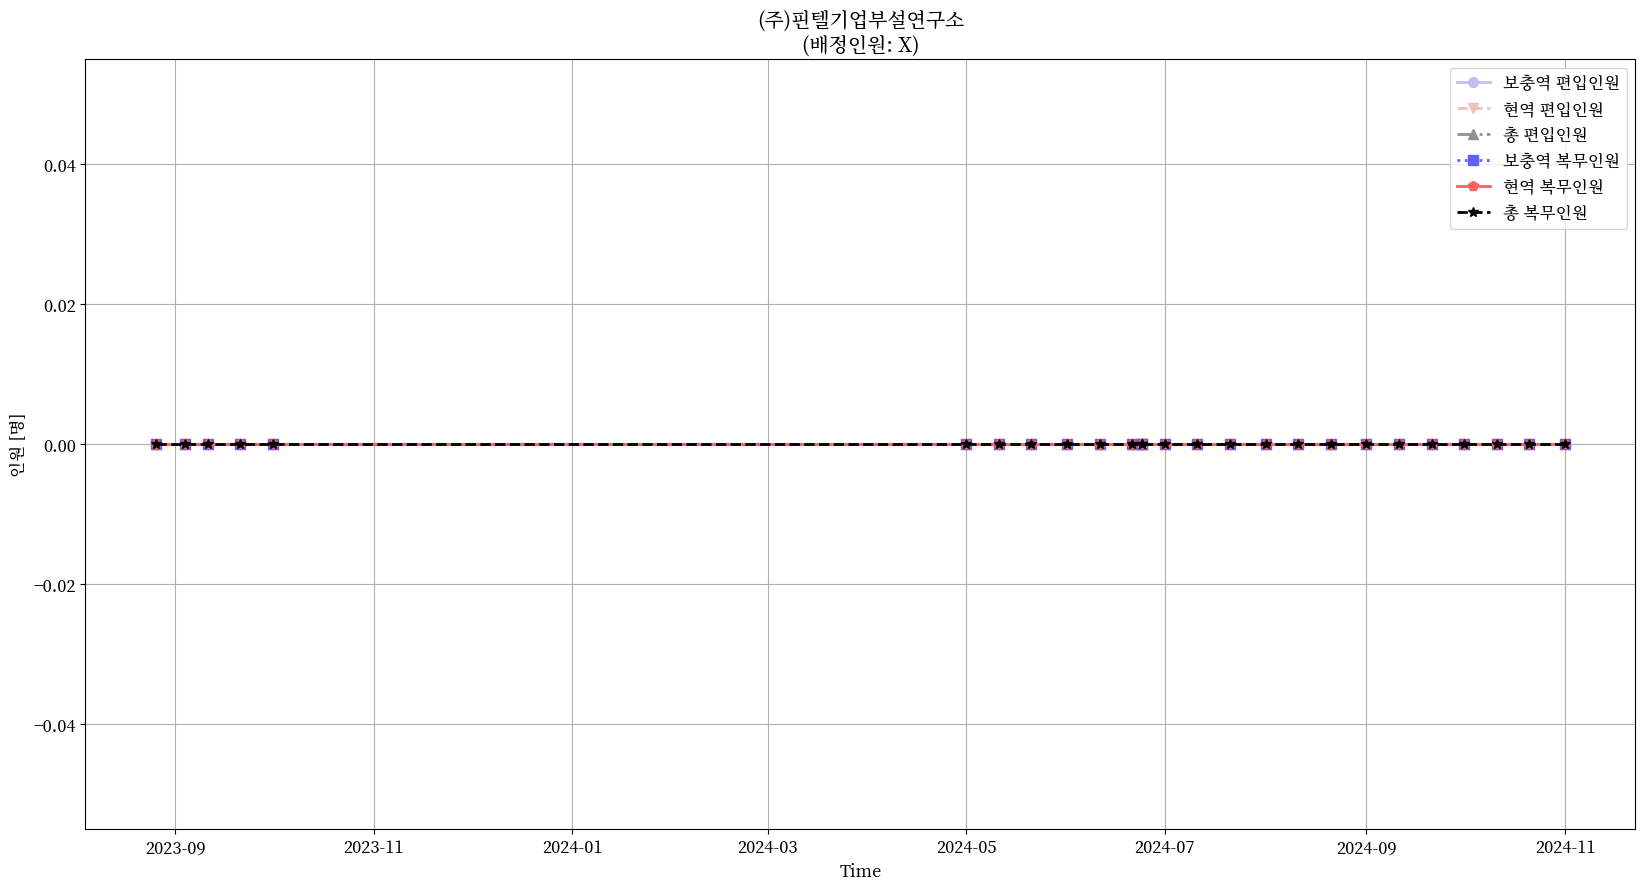 (주)핀텔기업부설연구소
(배정인원: X)
보충역 편입인원
현역 편입인원
총 편입인원
보충역 복무인원
현역 복무인원
총 복무인원
0.04
0.02
0.00
−0.02
−0.04
인원 [명]
2023-09
2023-11
2024-01
2024-03
2024-05
2024-07
2024-09
2024-11
Time